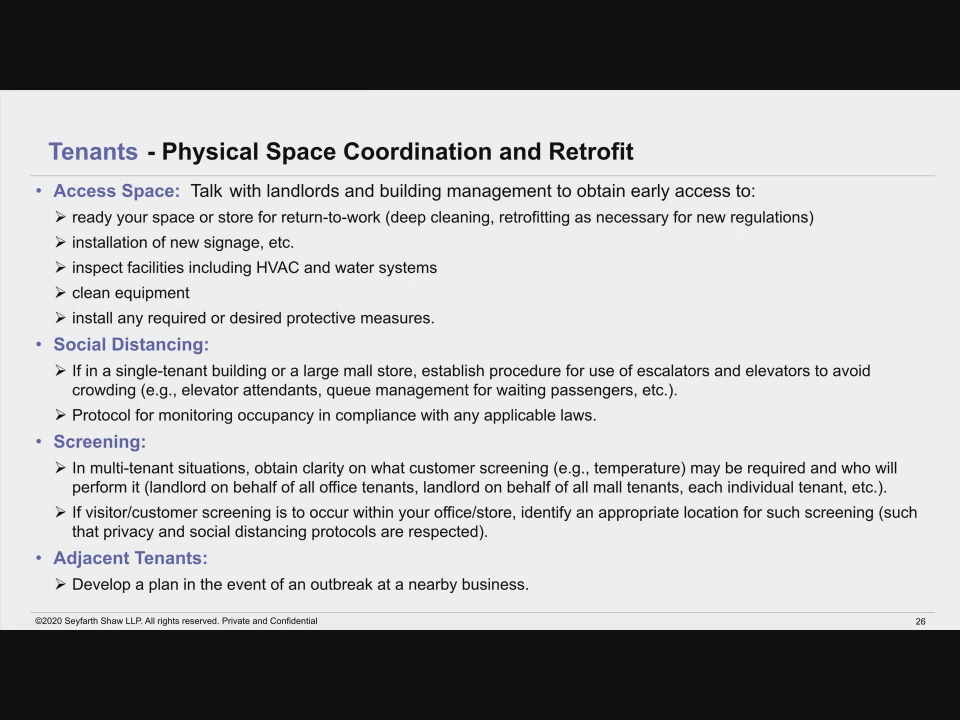 Tenants - Physical Space Coordination and Retrofit
• Access Space: Talk with landlords and building management to obtain early access to:
➢ ready your space or store for return-to-work (deep cleaning, retrofitting as necessary for new regulations)
➢ installation of new signage, etc.
➢ inspect facilities including HVAC and water systems
➢ clean equipment
➢ install any required or desired protective measures.
• Social Distancing:
➢ If in a single-tenant building or a large mall store, establish procedure for use of escalators and elevators to avoid
crowding (e.g., elevator attendants, queue management for waiting passengers, etc.).
➢ Protocol for monitoring occupancy in compliance with any applicable laws.
• Screening:
➢ In multi-tenant situations, obtain clarity on what customer screening (e.g., temperature) may be required and who will
perform it (landlord on behalf of all office tenants, landlord on behalf of all mall tenants, each individual tenant, etc.).
➢ If visitor/customer screening is to occur within your office/store, identify an appropriate location for such screening (such
that privacy and social distancing protocols are respected).
• Adjacent Tenants:
➢ Develop a plan in the event of an outbreak at a nearby business.
©2020 Seyfarth Shaw LLP. All rights reserved. Private and Confidential
26